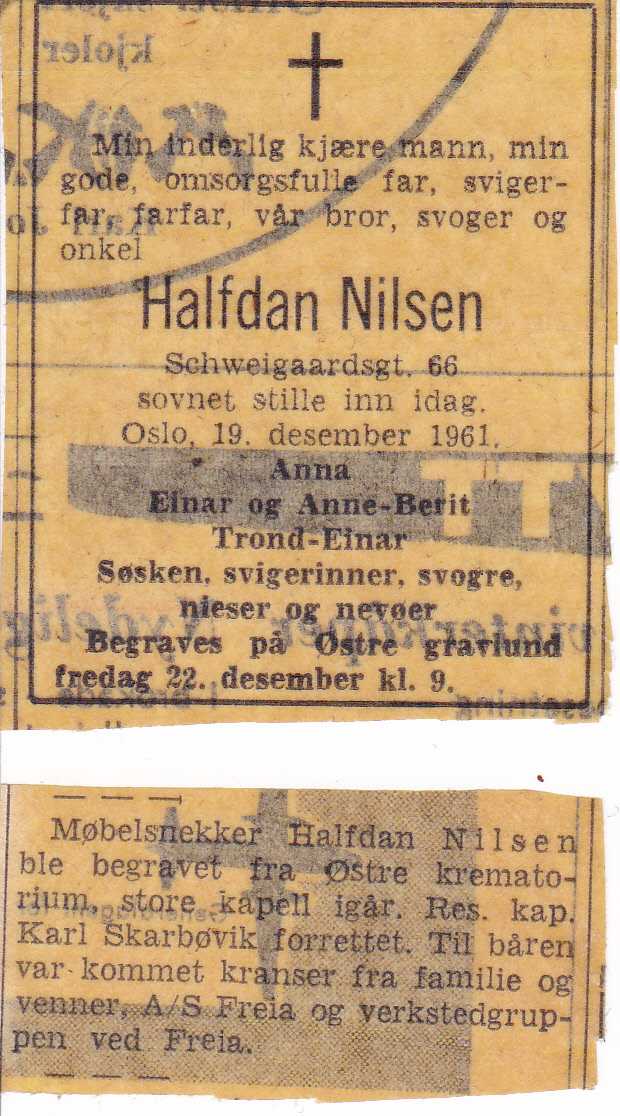 Min inderlig kjære mann, min
gode, omsorgsfulle far, sviger-
far, farfar, vår bror, svoger og
onkel
Halfdan Nilsen
Schweigaardsgt. 66
sovnet stille inn idag.
Oslo, 19. desember 1961.
Anna
Einar og Anne-Berit
Trond-Einar
Søsken, svigerinner, svogre,
nieser og nevøer
Begraves på Østre gravlund
fredag 22. desember kl. 9.
Møbelsnekker Halfdan Nilsen
ble begravet fra Østre kremato-
rium, store kapell igår. Res. kap.
Karl Skarbøvik forrettet. Til båren
var kommet kranser fra familie og
venner, A/S Freia og verkstedgrup-
pen ved Freia.